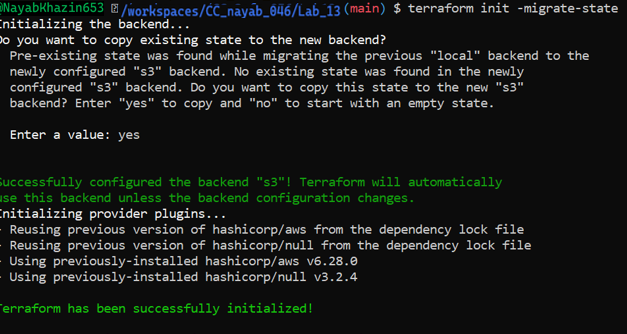 @NayabKhazin653 /workspaces/CC_nayab_046/Lab_13 (main) $ terraform init -migrate-state
Initializing the backend...
Do you want to copy existing state to the new backend?
Pre-existing state was found while migrating the previous "local" backend to the
newly configured "s3" backend. No existing state was found in the newly
configured "s3" backend. Do you want to copy this state to the new "s3"
backend? Enter "yes" to copy and "no" to start with an empty state.
Enter a value: yes
Successfully configured the backend "s3"! Terraform will automatically
use this backend unless the backend configuration changes.
Initializing provider plugins...
- Reusing previous version of hashicorp/aws from the dependency lock file
- Reusing previous version of hashicorp/null from the dependency lock file
- Using previously-installed hashicorp/aws v6.28.0
- Using previously-installed hashicorp/null v3.2.4
Terraform has been successfully initialized!